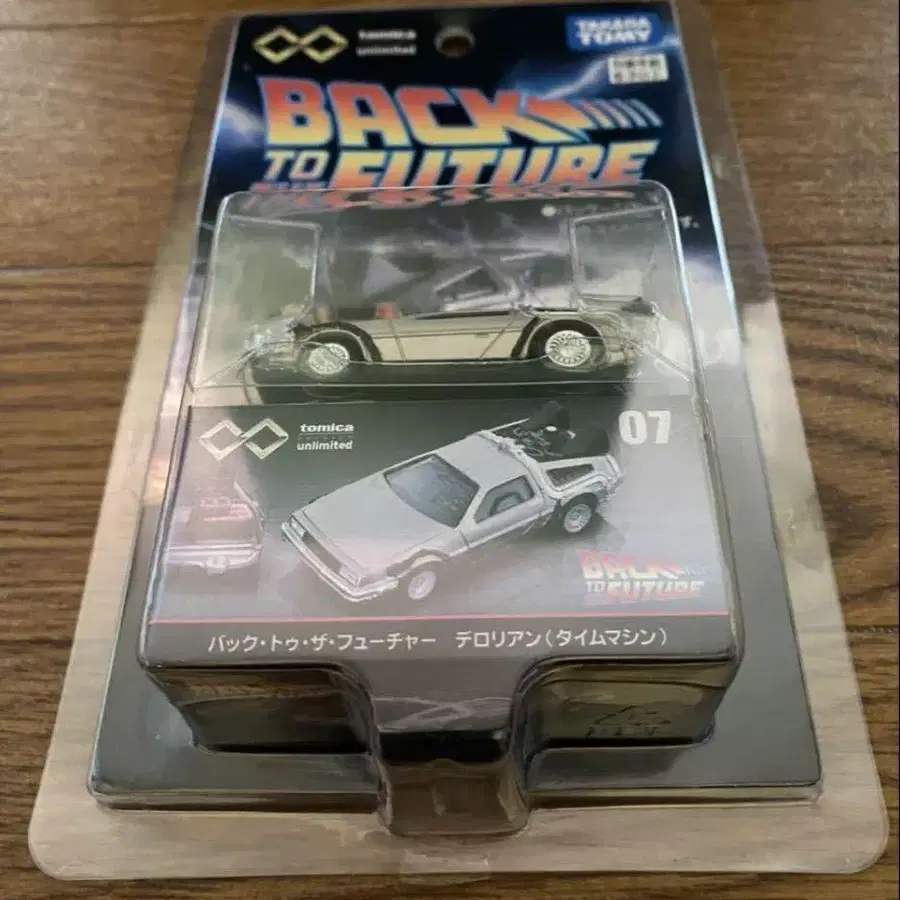 tomica
unlimited
TAKARA
TOMY
BACK
TO THE FUTURE
tomica
PREMIUM
unlimited
07
BACK
TO THE FUTURE
バック・トゥ・ザ・フューチャー　デロリアン（タイムマシン）